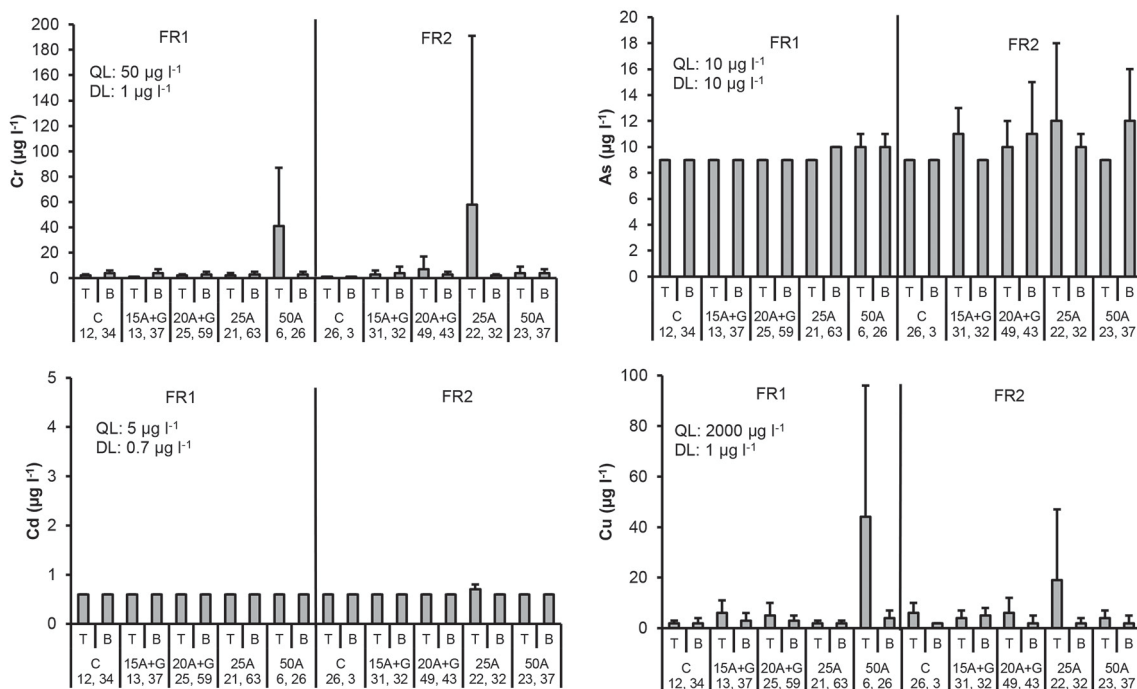 Cr (µg l-1)
200
180
160
140
120
100
80
60
40
20
0
FR1
FR2
QL: 50 µg l-1
DL: 1 µg l-1
T B T B T B T B T B T B T B T B T B T B
C 15A+G 20A+G 25A 50A C 15A+G 20A+G 25A 50A
12, 34 13, 37 25, 59 21, 63 6, 26 26, 3 31, 32 49, 43 22, 32 23, 37
As (µg l-1)
20
18
16
14
12
10
8
6
4
2
0
FR1
FR2
QL: 10 µg l-1
DL: 10 µg l-1
T B T B T B T B T B T B T B T B T B T B
C 15A+G 20A+G 25A 50A C 15A+G 20A+G 25A 50A
12, 34 13, 37 25, 59 21, 63 6, 26 26, 3 31, 32 49, 43 22, 32 23, 37
Cd (µg l-1)
5
4
3
2
1
0
FR1
FR2
QL: 5 µg l-1
DL: 0.7 µg l-1
T B T B T B T B T B T B T B T B T B T B
C 15A+G 20A+G 25A 50A C 15A+G 20A+G 25A 50A
12, 34 13, 37 25, 59 21, 63 6, 26 26, 3 31, 32 49, 43 22, 32 23, 37
Cu (µg l-1)
100
80
60
40
20
0
FR1
FR2
QL: 2000 µg l-1
DL: 1 µg l-1
T B T B T B T B T B T B T B T B T B T B
C 15A+G 20A+G 25A 50A C 15A+G 20A+G 25A 50A
12, 34 13, 37 25, 59 21, 63 6, 26 26, 3 31, 32 49, 43 22, 32 23, 37